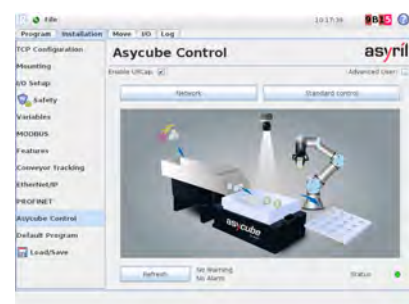 File 10:17:36 9B15 ?
Program Installation Move I/O Log
TCP Configuration
Mounting
I/O Setup
Safety
Variables
MODBUS
Features
Conveyor Tracking
EtherNet/IP
PROFINET
Asycube Control
Default Program
Load/Save
Asycube Control
asyril
Enable URCap:
Advanced User:
Network
Standard control
asycube
Refresh
No Warning
No Alarm
Status